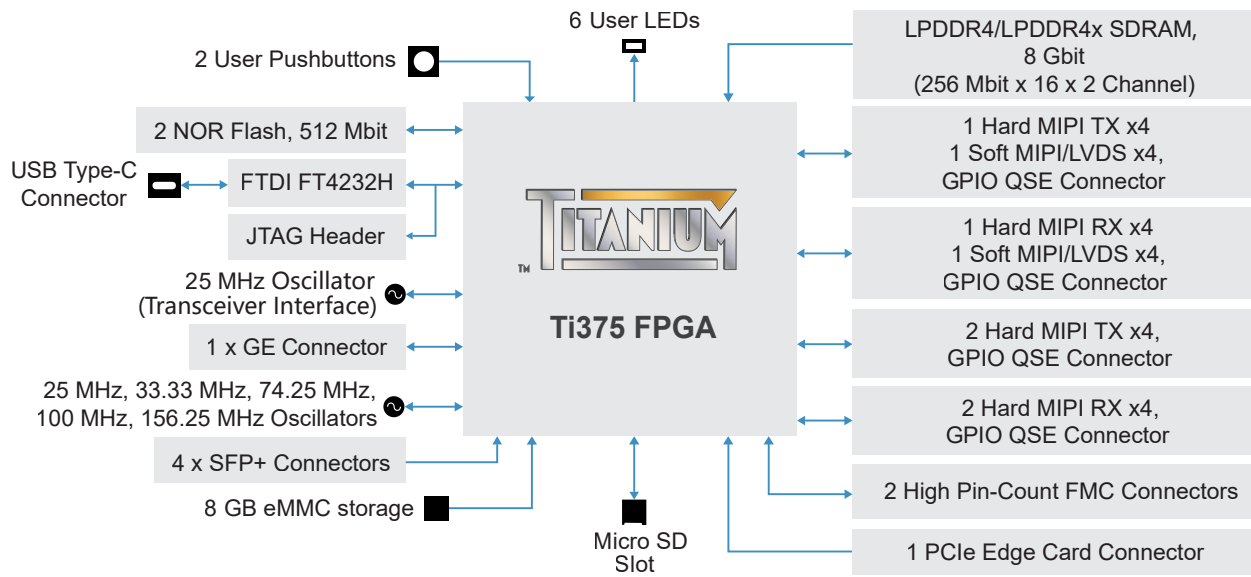 6 User LEDs
2 User Pushbuttons
2 NOR Flash, 512 Mbit
USB Type-C
Connector
FTDI FT4232H
JTAG Header
25 MHz Oscillator
(Transceiver Interface)
1 x GE Connector
25 MHz, 33.33 MHz, 74.25 MHz,
100 MHz, 156.25 MHz Oscillators
4 x SFP+ Connectors
8 GB eMMC storage
TITANIUM
TM
Ti375 FPGA
Micro SD
Slot
LPDDR4/LPDDR4x SDRAM,
8 Gbit
(256 Mbit x 16 x 2 Channel)
1 Hard MIPI TX x4
1 Soft MIPI/LVDS x4,
GPIO QSE Connector
1 Hard MIPI RX x4
1 Soft MIPI/LVDS x4,
GPIO QSE Connector
2 Hard MIPI TX x4,
GPIO QSE Connector
2 Hard MIPI RX x4,
GPIO QSE Connector
2 High Pin-Count FMC Connectors
1 PCIe Edge Card Connector